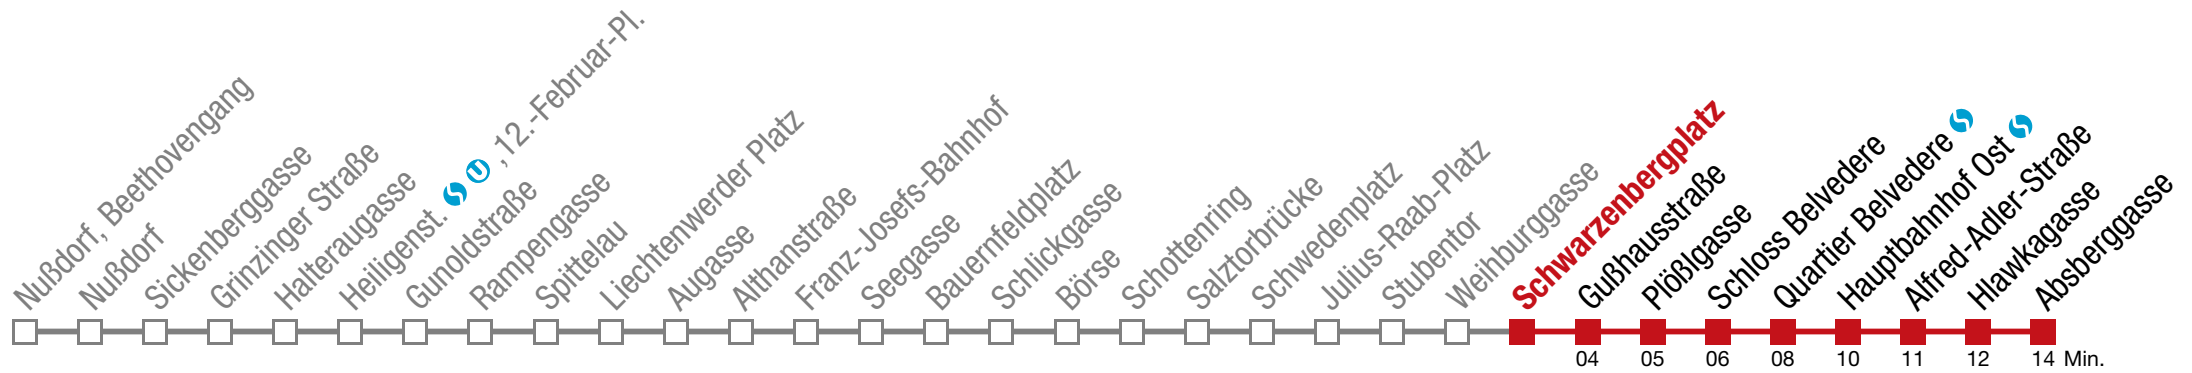 Nußdorf, Beethovengang
Nußdorf
Sickenberggasse
Grinzinger Straße
Halteraugasse
Heiligenst. S U , 12.-Februar-Pl.
Gunoldstraße
Rampengasse
Spittelau
Liechtenwerder Platz
Augasse
Althanstraße
Franz-Josefs-Bahnhof
Seegasse
Bauernfeldplatz
Schlickgasse
Börse
Schottenring
Salztorbrücke
Schwedenplatz
Julius-Raab-Platz
Stubentor
Weihburggasse
Schwarzenbergplatz
Gußhausstraße
Plößlgasse
Schloss Belvedere
Quartier Belvedere S
Hauptbahnhof Ost S
Alfred-Adler-Straße
Hlawkagasse
Absberggasse
04 05 06 08 10 11 12 14 Min.